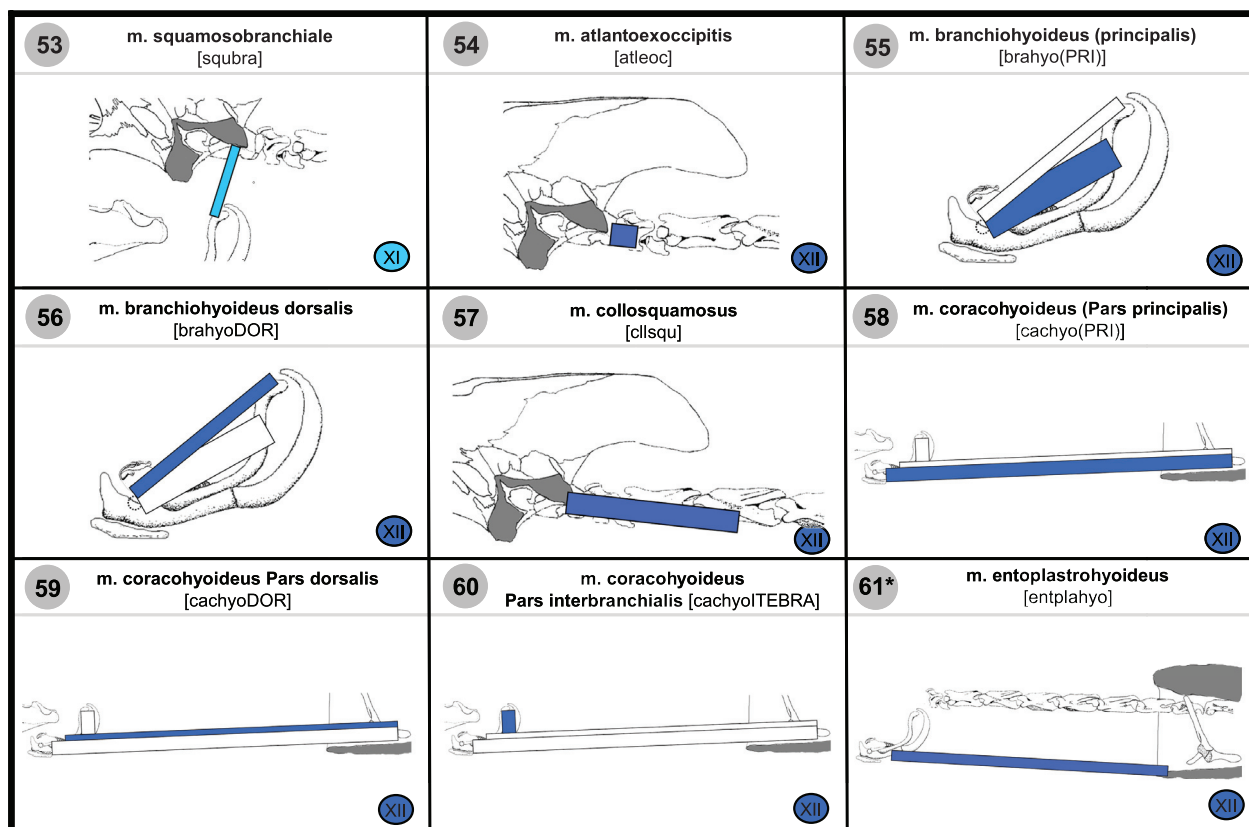 53
m. squamosobranchiale
[squbra]
XI
54
m. atlantoexoccipitis
[atleoc]
XII
55
m. branchiohyoideus (principalis)
[brahyo(PRI)]
XII
56
m. branchiohyoideus dorsalis
[brahyoDOR]
XII
57
m. collosquamosus
[cllsqu]
XII
58
m. coracohyoideus (Pars principalis)
[cachyo(PRI)]
XII
59
m. coracohyoideus Pars dorsalis
[cachyoDOR]
XII
60
m. coracohyoideus
Pars interbranchialis [cachyoITEBRA]
XII
61*
m. entoplastrohyoideus
[entplahyo]
XII